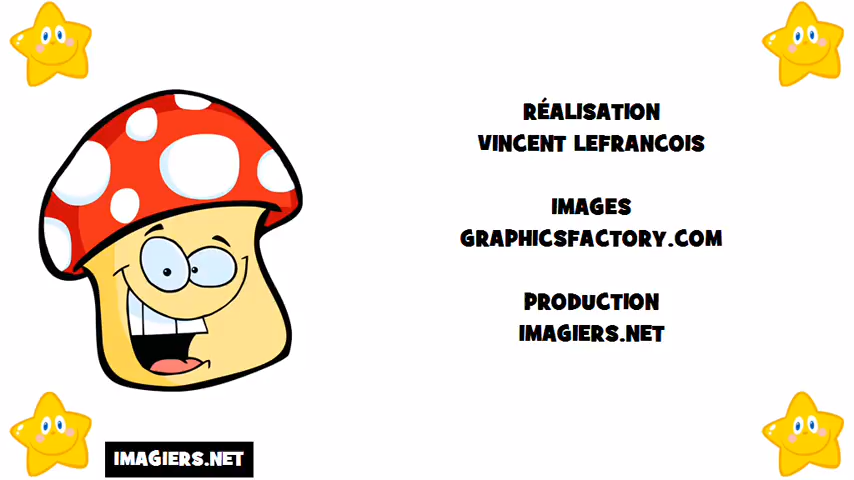 RÉALISATION
VINCENT LEFRANCOIS
IMAGES
GRAPHICSFACTORY.COM
PRODUCTION
IMAGIERS.NET
IMAGIERS.NET